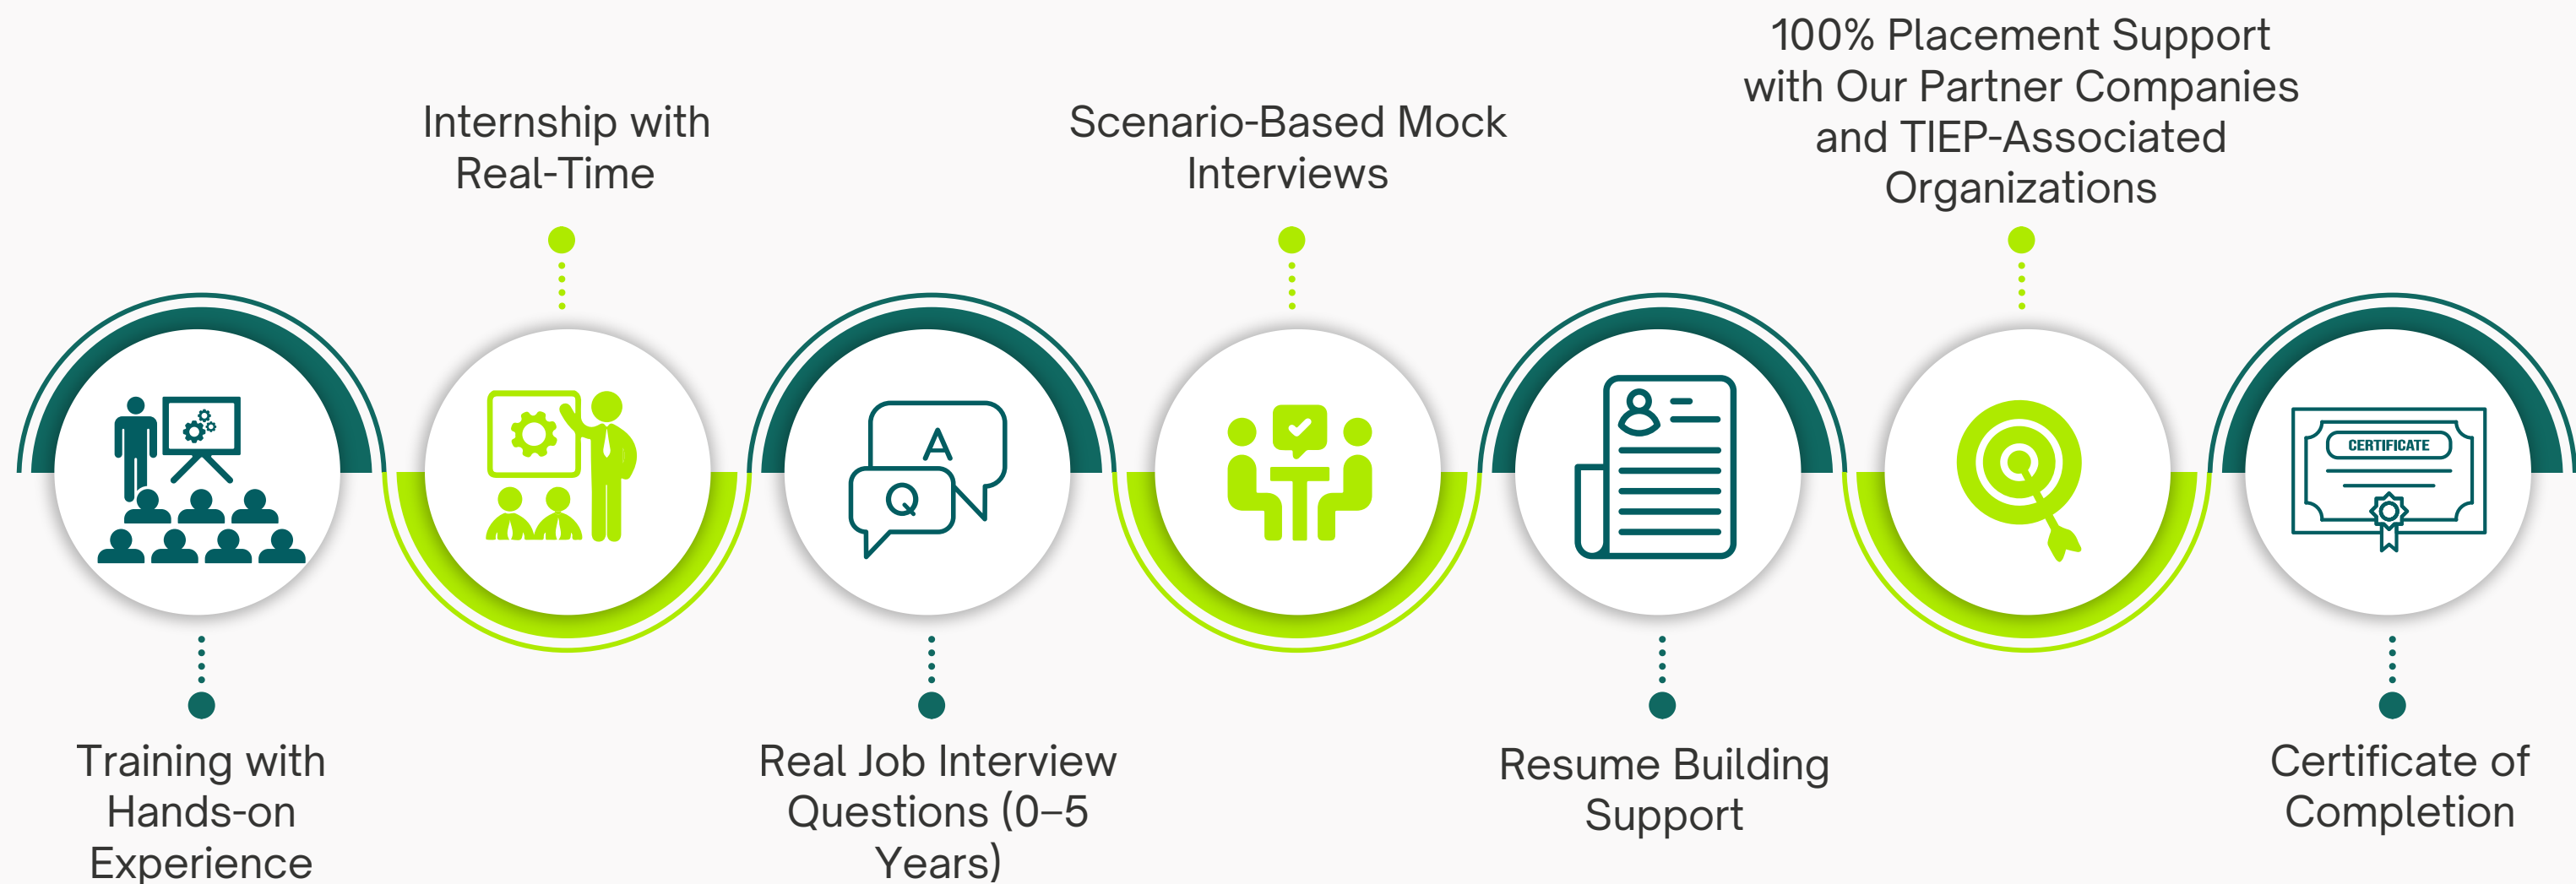 Training with
Hands-on
Experience
Internship with
Real-Time
A
Q
Real Job Interview
Questions (0–5
Years)
Scenario-Based Mock
Interviews
Resume Building
Support
100% Placement Support
with Our Partner Companies
and TIEP-Associated
Organizations
CERTIFICATE
Certificate of
Completion